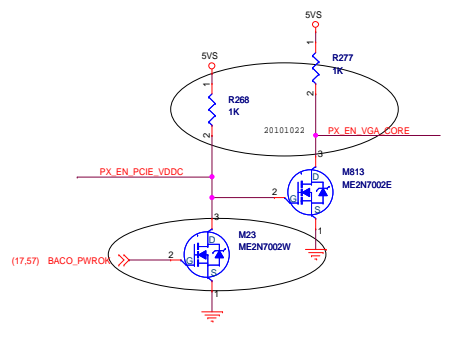 5VS
1
R277
1K
2
5VS
1
R268
1K
2
20101022
PX_EN_VGA_CORE
3
PX_EN_PCIE_VDDC
D
M813
ME2N7002E
2
G
S
1
3
M23
ME2N7002W
D
2
G
(17,57) BACO_PWROK
S
1